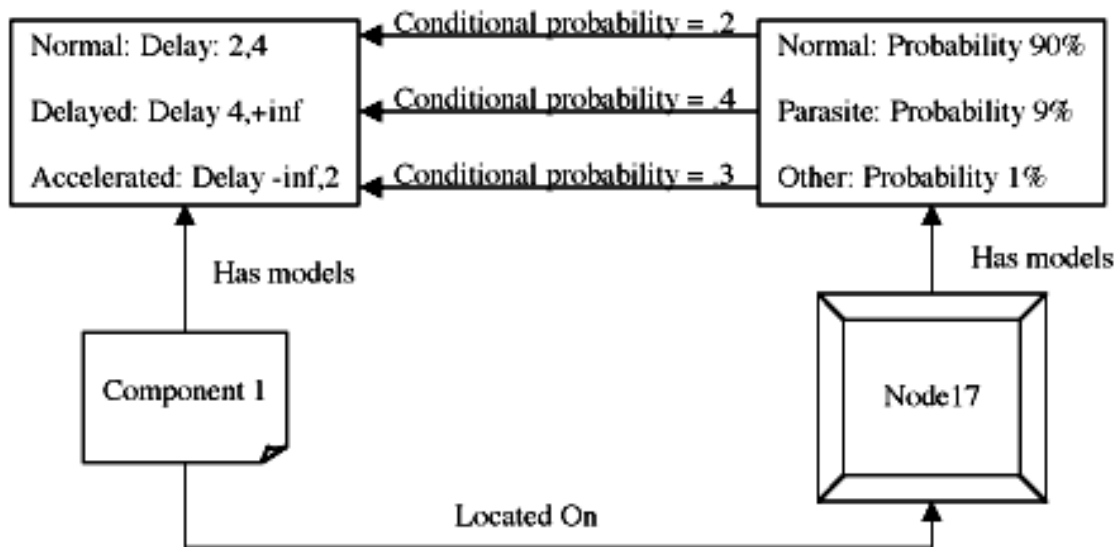 Conditional probability = .2
Normal: Delay: 2,4
Normal: Probability 90%
Conditional probability = .4
Delayed: Delay 4,+inf
Parasite: Probability 9%
Conditional probability = .3
Accelerated: Delay -inf,2
Other: Probability 1%
Has models
Has models
Component 1
Node17
Located On